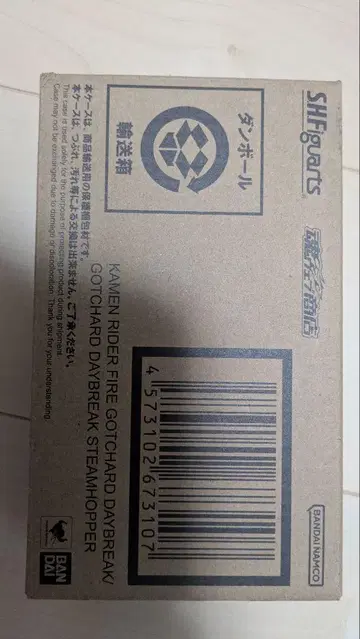 S.H.Figuarts
魂ウェブ商店
ダンボール
輸送箱
本ケースは、商品輸送用の保護梱包材です。
本ケースは、つぶれ、汚れ等による交換は出来ません。ご了承ください。
This case is used solely for the purpose of protecting product during shipment.
Case may not be exchanged due to damage or discoloration. Thank you for your understanding.
KAMEN RIDER FIRE GOTCHARD DAYBREAK/
GOTCHARD DAYBREAK STEAMHOPPER
4 573102 673107
BANDAI NAMCO
BAN
DAI